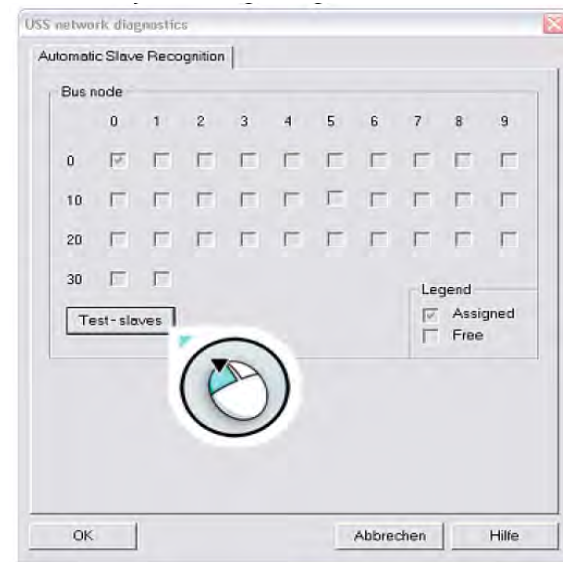 USS network diagnostics
Automatic Slave Recognition
Bus node
0 1 2 3 4 5 6 7 8 9
0
10
20
30
Legend
Assigned
Free
Test-slaves
OK Abbrechen Hilfe